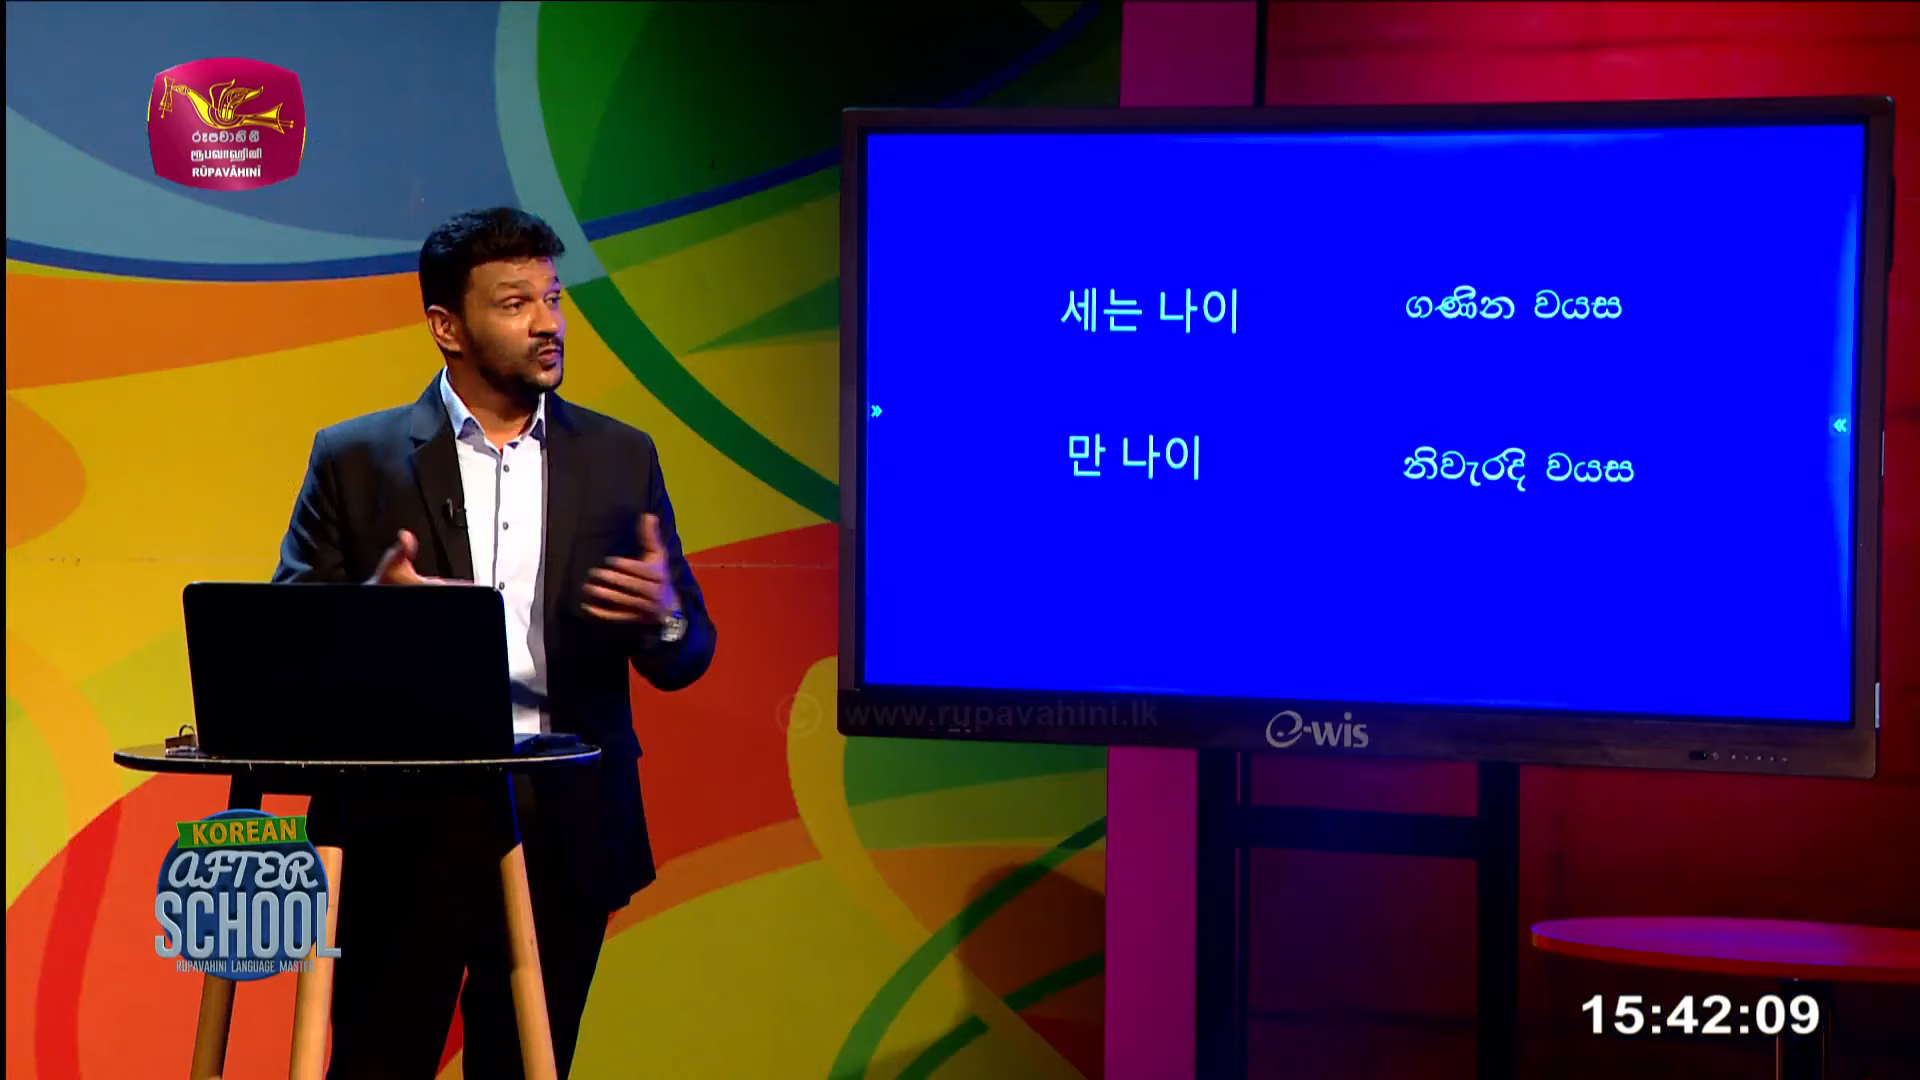 රූපවාහිනී
ரூபவாஹினி
RŪPAVĀHINĪ
세는 나이 ගණින වයස
만 나이 නිවැරදි වයස
© www.rupavahini.lk
e-wis
KOREAN
AFTER
SCHOOL
RUPAVAHINI LANGUAGE MASTER
15:42:09